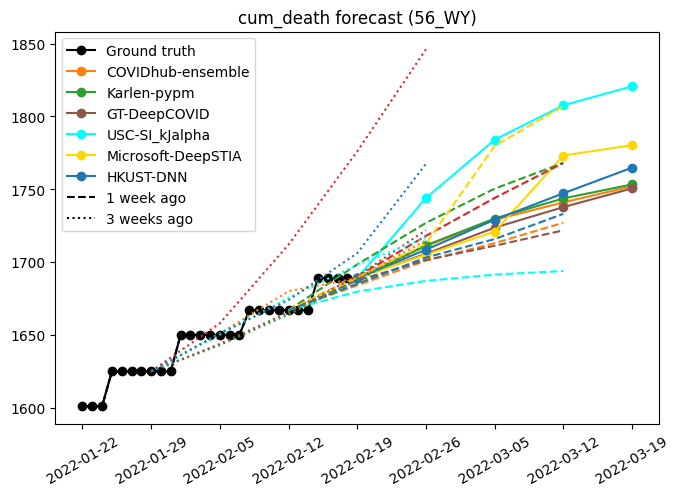 cum_death forecast (56_WY)
1850
1800
1750
1700
1650
1600
Ground truth
COVIDhub-ensemble
Karlen-pypm
GT-DeepCOVID
USC-SI_kJalpha
Microsoft-DeepSTIA
HKUST-DNN
1 week ago
3 weeks ago
2022-01-22
2022-01-29
2022-02-05
2022-02-12
2022-02-19
2022-02-26
2022-03-05
2022-03-12
2022-03-19